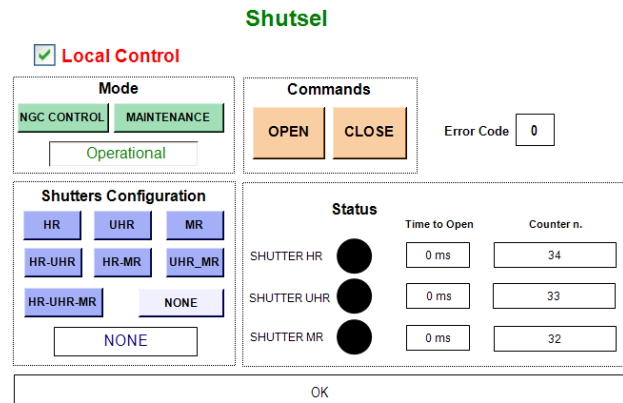 Shutsel
Local Control
Mode
NGC CONTROL MAINTENANCE
Operational
Commands
OPEN CLOSE
Error Code 0
Shutters Configuration
HR UHR MR
HR-UHR HR-MR UHR_MR
HR-UHR-MR NONE
NONE
Status
Time to Open Counter n.
SHUTTER HR 0 ms 34
SHUTTER UHR 0 ms 33
SHUTTER MR 0 ms 32
OK